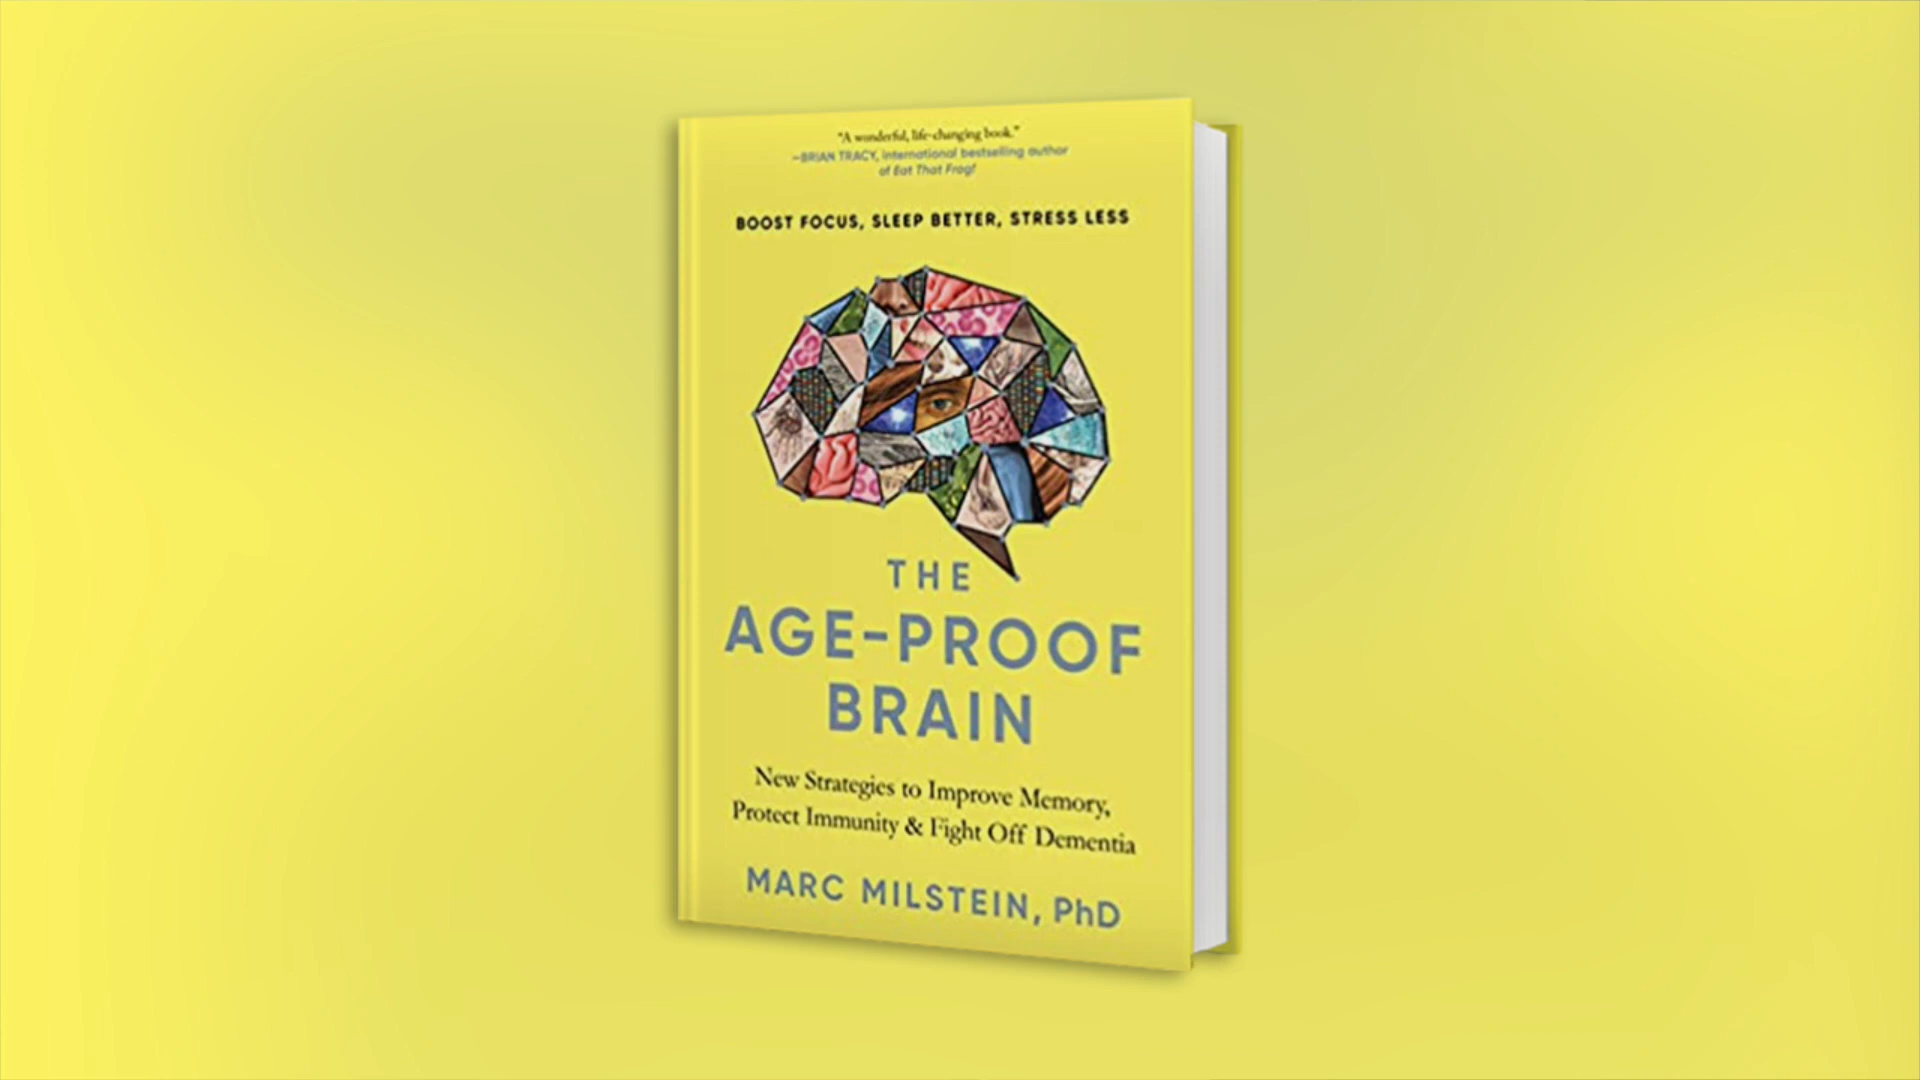 "A wonderful, life-changing book."
—BRIAN TRACY, international bestselling author
of Eat That Frog!
BOOST FOCUS, SLEEP BETTER, STRESS LESS
THE
AGE-PROOF
BRAIN
New Strategies to Improve Memory,
Protect Immunity & Fight Off Dementia
MARC MILSTEIN, PhD